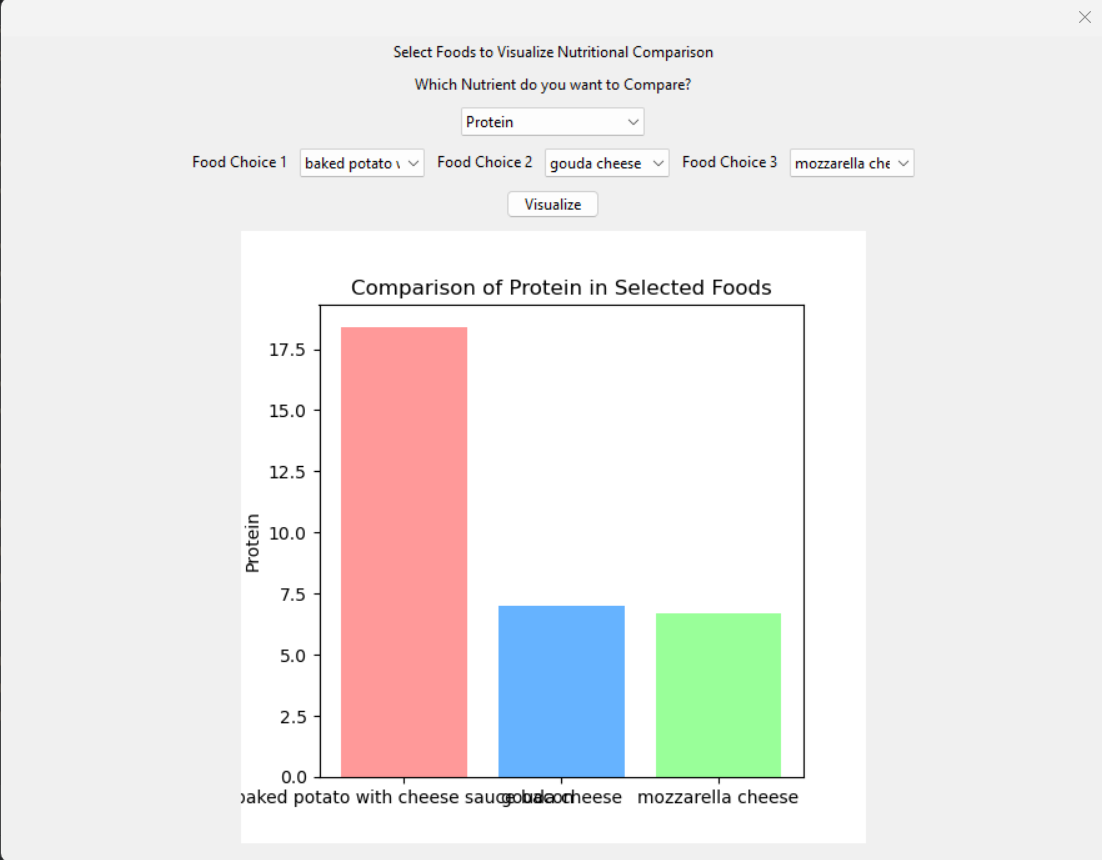 Select Foods to Visualize Nutritional Comparison
Which Nutrient do you want to Compare?
Protein
Food Choice 1 baked potato Food Choice 2 gouda cheese Food Choice 3 mozzarella che
Visualize
Comparison of Protein in Selected Foods
17.5
15.0
12.5
10.0
7.5
5.0
2.5
0.0
Protein
baked potato with cheese sauce bacon gouda cheese mozzarella cheese